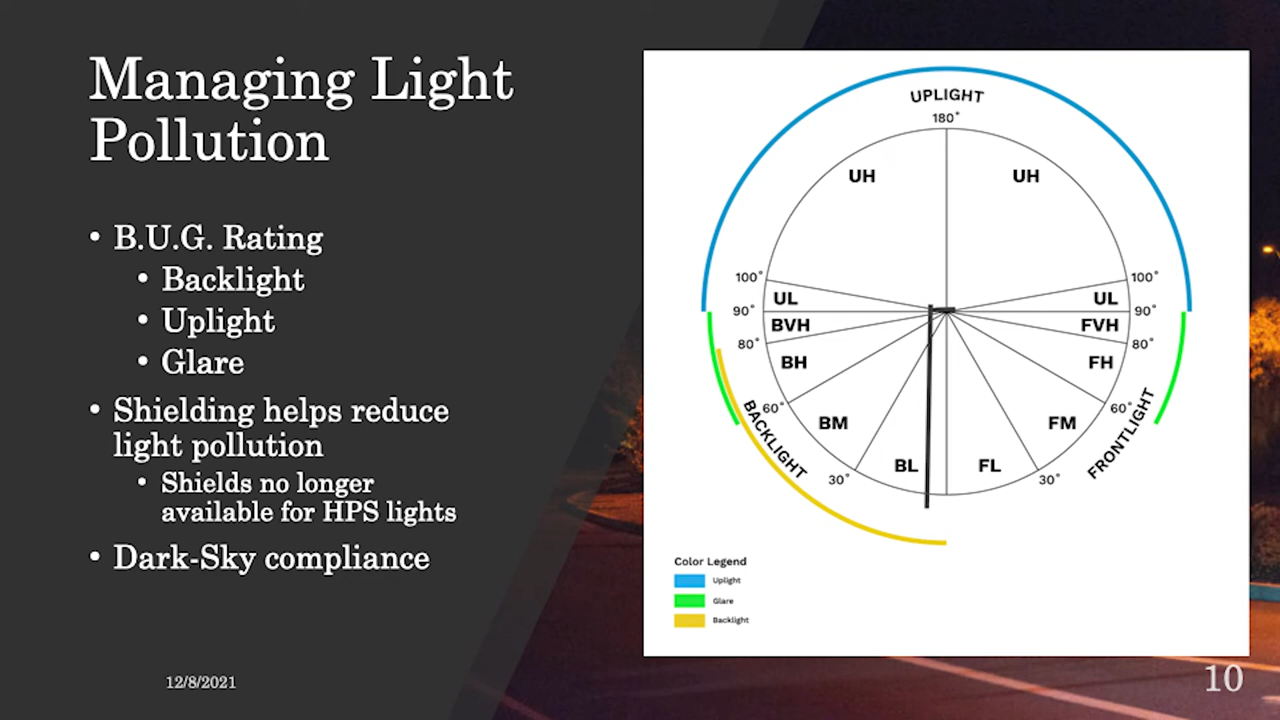 Managing Light
Pollution
• B.U.G. Rating
• Backlight
• Uplight
• Glare
• Shielding helps reduce
light pollution
• Shields no longer
available for HPS lights
• Dark-Sky compliance
12/8/2021
UPLIGHT
180°
UH UH
100° 100°
UL UL
90° 90°
BVH FVH
80° 80°
BH FH
60° 60°
BM FM
BACKLIGHT FRONTLIGHT
BL FL
30° 30°
Color Legend
Uplight
Glare
Backlight
10